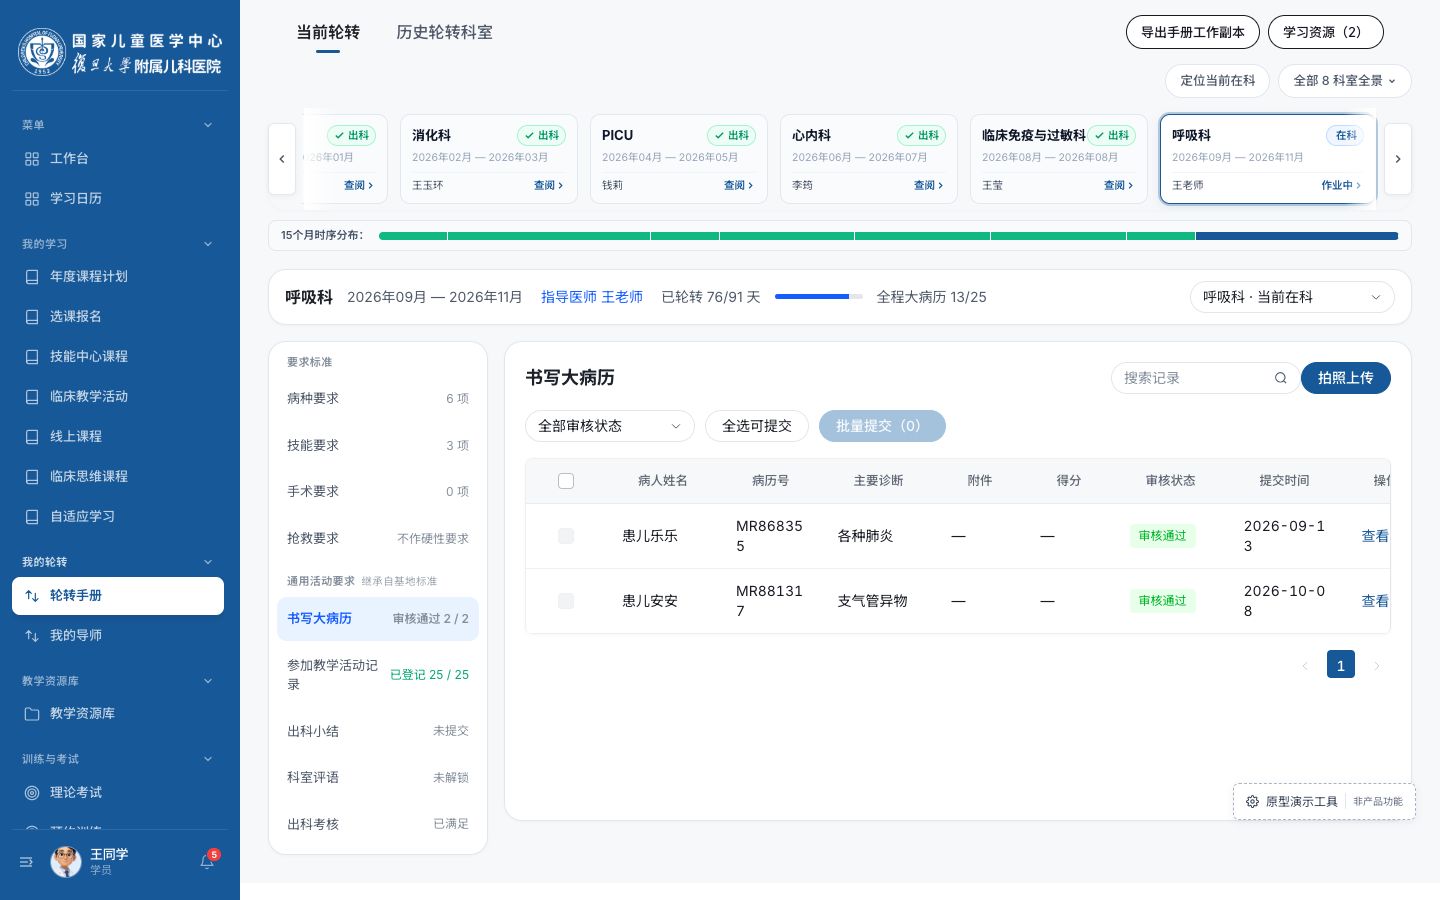 国家儿童医学中心
復旦大学附属儿科医院
1952
菜单
工作台
学习日历
我的学习
年度课程计划
选课报名
技能中心课程
临床教学活动
线上课程
临床思维课程
自适应学习
我的轮转
轮转手册
我的导师
教学资源库
教学资源库
训练与考试
理论考试
王同学
学员
5
当前轮转 历史轮转科室
导出手册工作副本 学习资源（2）
定位当前在科 全部 8 科室全景
出科
26年01月
查阅
消化科 出科
2026年02月 — 2026年03月
王玉环 查阅
PICU 出科
2026年04月 — 2026年05月
钱莉 查阅
心内科 出科
2026年06月 — 2026年07月
李筠 查阅
临床免疫与过敏科 出科
2026年08月 — 2026年08月
王莹 查阅
呼吸科 在科
2026年09月 — 2026年11月
王老师 作业中
15个月时序分布：
呼吸科 2026年09月 — 2026年11月 指导医师 王老师 已轮转 76/91 天 全程大病历 13/25
呼吸科 · 当前在科
要求标准
病种要求 6 项
技能要求 3 项
手术要求 0 项
抢救要求 不作硬性要求
通用活动要求 继承自基地标准
书写大病历 审核通过 2 / 2
参加教学活动记录 已登记 25 / 25
出科小结 未提交
科室评语 未解锁
出科考核 已满足
书写大病历
搜索记录 拍照上传
全部审核状态 全选可提交 批量提交（0）
病人姓名 病历号 主要诊断 附件 得分 审核状态 提交时间
患儿乐乐 MR868355 各种肺炎 — — 审核通过 2026-09-13 查看
患儿安安 MR881317 支气管异物 — — 审核通过 2026-10-08 查看
1
原型演示工具 非产品功能